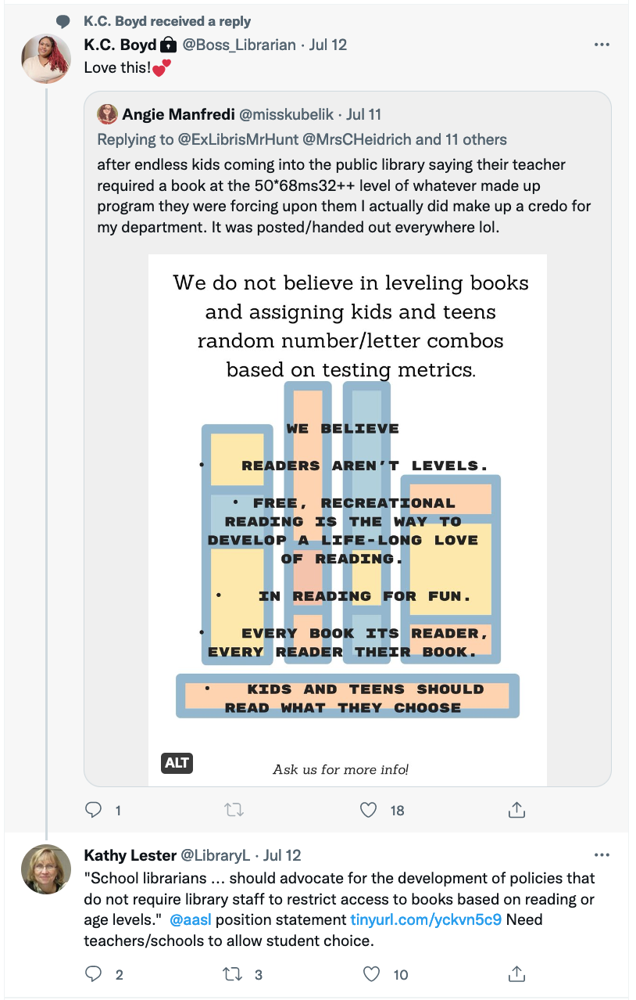 K.C. Boyd received a reply
K.C. Boyd🔒 @Boss_Librarian · Jul 12
Love this!💕
Angie Manfredi @misskubelik · Jul 11
Replying to @ExLibrisMrHunt @MrsCHeidrich and 11 others
after endless kids coming into the public library saying their teacher
required a book at the 50*68ms32++ level of whatever made up
program they were forcing upon them I actually did make up a credo for
my department. It was posted/handed out everywhere lol.
We do not believe in leveling books
and assigning kids and teens
random number/letter combos
based on testing metrics.
WE BELIEVE
• READERS AREN'T LEVELS.
• FREE, RECREATIONAL
READING IS THE WAY TO
DEVELOP A LIFE-LONG LOVE
OF READING.
• IN READING FOR FUN.
• EVERY BOOK ITS READER,
EVERY READER THEIR BOOK.
• KIDS AND TEENS SHOULD
READ WHAT THEY CHOOSE
ALT
Ask us for more info!
1 18
Kathy Lester @LibraryL · Jul 12
"School librarians ... should advocate for the development of policies that
do not require library staff to restrict access to books based on reading or
age levels." @aasl position statement tinyurl.com/yckvn5c9 Need
teachers/schools to allow student choice.
2 3 10